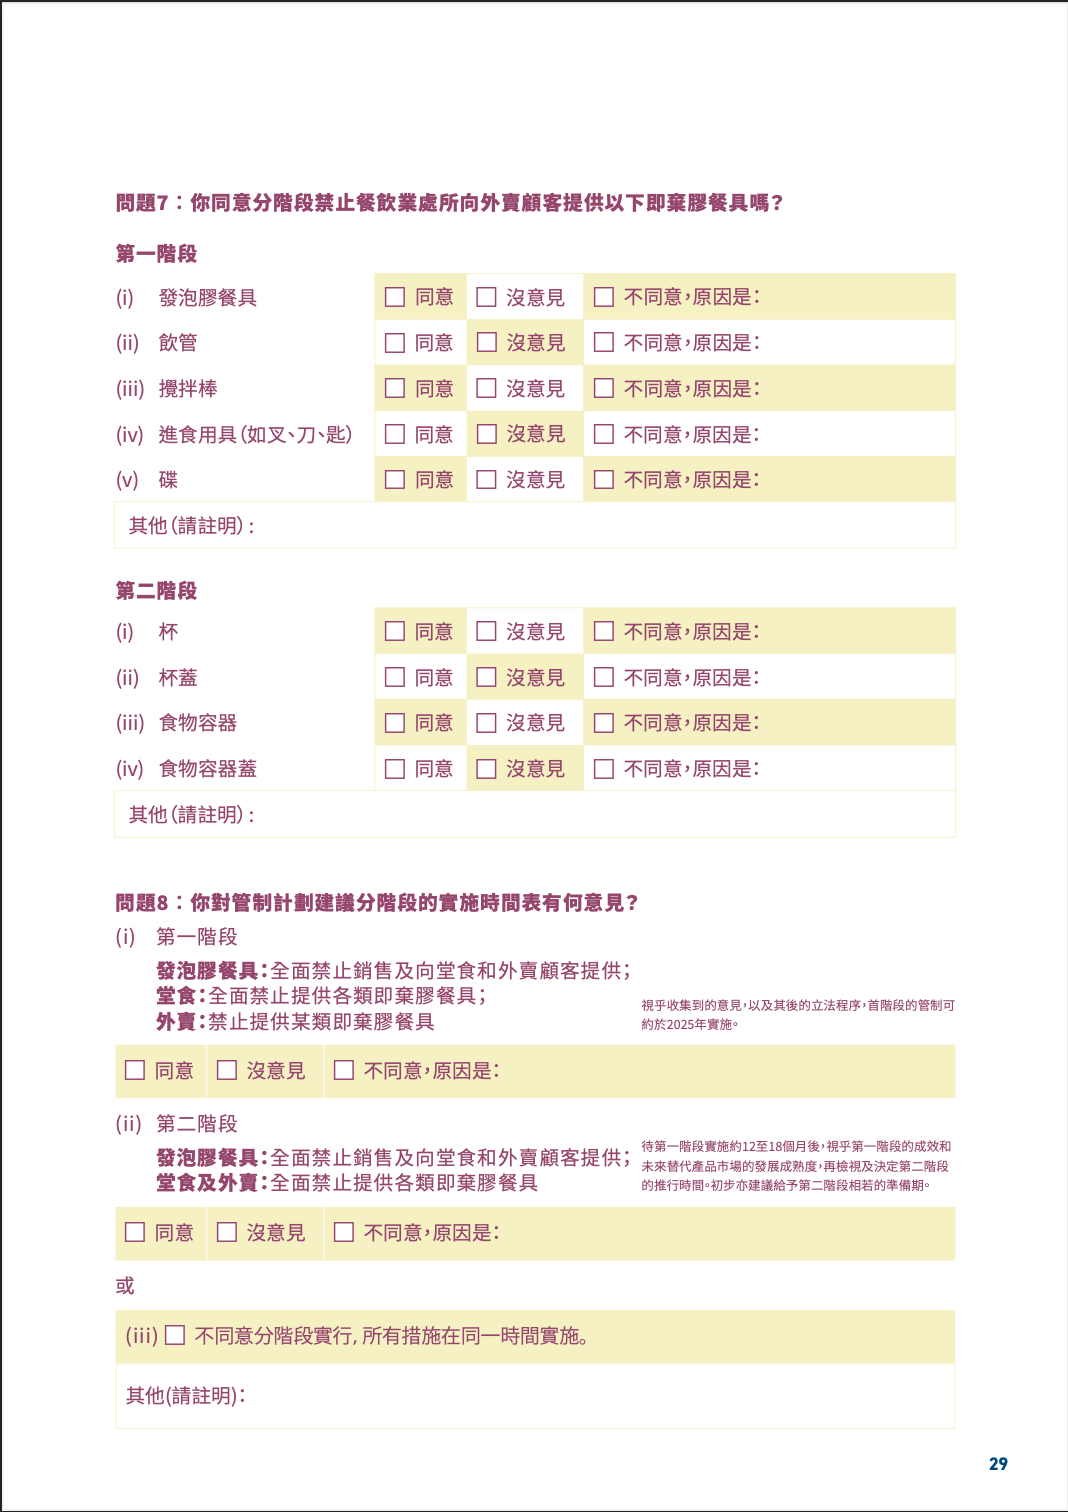 問題7：你同意分階段禁止餐飲業處所向外賣顧客提供以下即棄膠餐具嗎？
第一階段
(i) 發泡膠餐具 □ 同意 □ 沒意見 □ 不同意，原因是：
(ii) 飲管 □ 同意 □ 沒意見 □ 不同意，原因是：
(iii) 攪拌棒 □ 同意 □ 沒意見 □ 不同意，原因是：
(iv) 進食用具（如叉、刀、匙） □ 同意 □ 沒意見 □ 不同意，原因是：
(v) 碟 □ 同意 □ 沒意見 □ 不同意，原因是：
其他（請註明）:
第二階段
(i) 杯 □ 同意 □ 沒意見 □ 不同意，原因是：
(ii) 杯蓋 □ 同意 □ 沒意見 □ 不同意，原因是：
(iii) 食物容器 □ 同意 □ 沒意見 □ 不同意，原因是：
(iv) 食物容器蓋 □ 同意 □ 沒意見 □ 不同意，原因是：
其他（請註明）:
問題8：你對管制計劃建議分階段的實施時間表有何意見？
(i) 第一階段
發泡膠餐具：全面禁止銷售及向堂食和外賣顧客提供；
堂食：全面禁止提供各類即棄膠餐具；
外賣：禁止提供某類即棄膠餐具
視乎收集到的意見，以及其後的立法程序，首階段的管制可
約於2025年實施。
□ 同意 □ 沒意見 □ 不同意，原因是：
(ii) 第二階段
發泡膠餐具：全面禁止銷售及向堂食和外賣顧客提供；
堂食及外賣：全面禁止提供各類即棄膠餐具
待第一階段實施約12至18個月後，視乎第一階段的成效和
未來替代產品市場的發展成熟度，再檢視及決定第二階段
的推行時間。初步亦建議給予第二階段相若的準備期。
□ 同意 □ 沒意見 □ 不同意，原因是：
或
(iii) □ 不同意分階段實行, 所有措施在同一時間實施。
其他(請註明)：
29